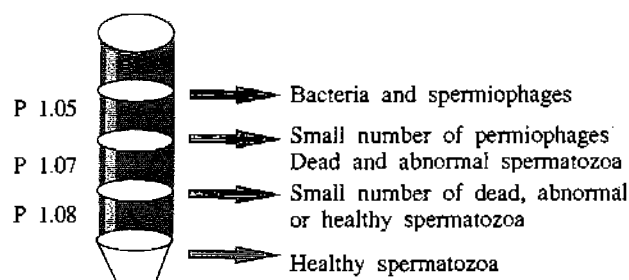 Bacteria and spermiophages
P 1.05
Small number of permiophages
Dead and abnormal spermatozoa
P 1.07
Small number of dead, abnormal
or healthy spermatozoa
P 1.08
Healthy spermatozoa